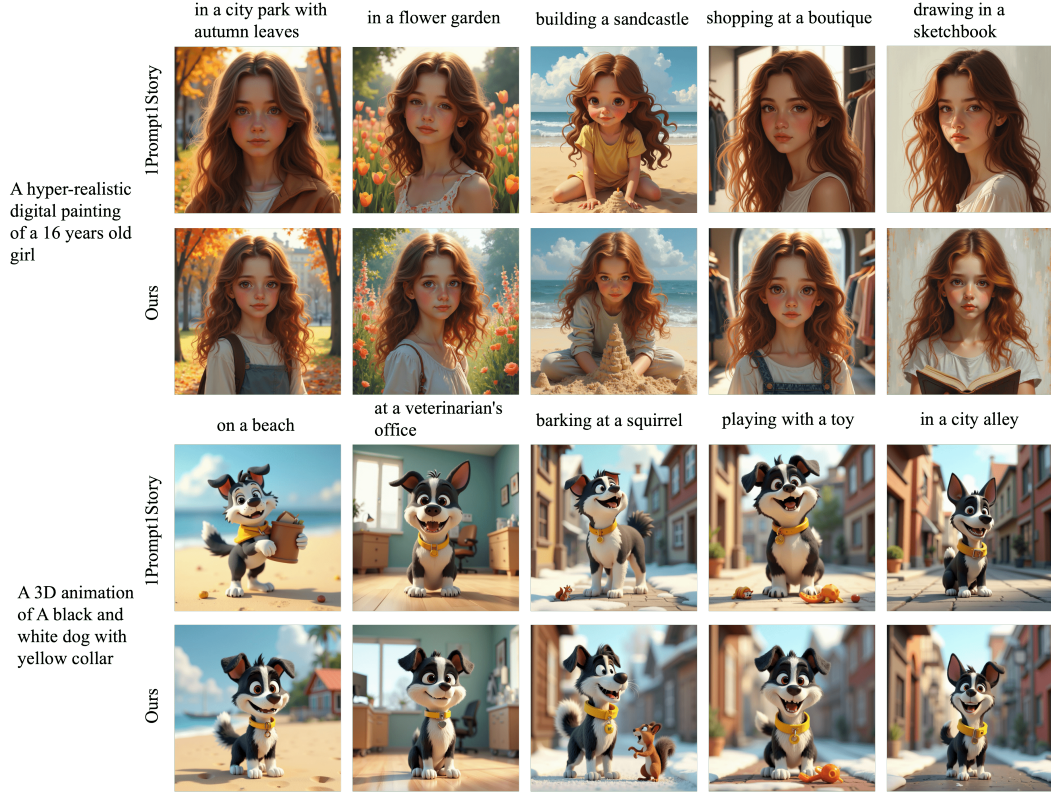 in a city park with
autumn leaves
in a flower garden
building a sandcastle
shopping at a boutique
drawing in a
sketchbook
1Prompt1Story
A hyper-realistic
digital painting
of a 16 years old
girl
Ours
on a beach
at a veterinarian's
office
barking at a squirrel
playing with a toy
in a city alley
1Prompt1Story
A 3D animation
of A black and
white dog with
yellow collar
Ours